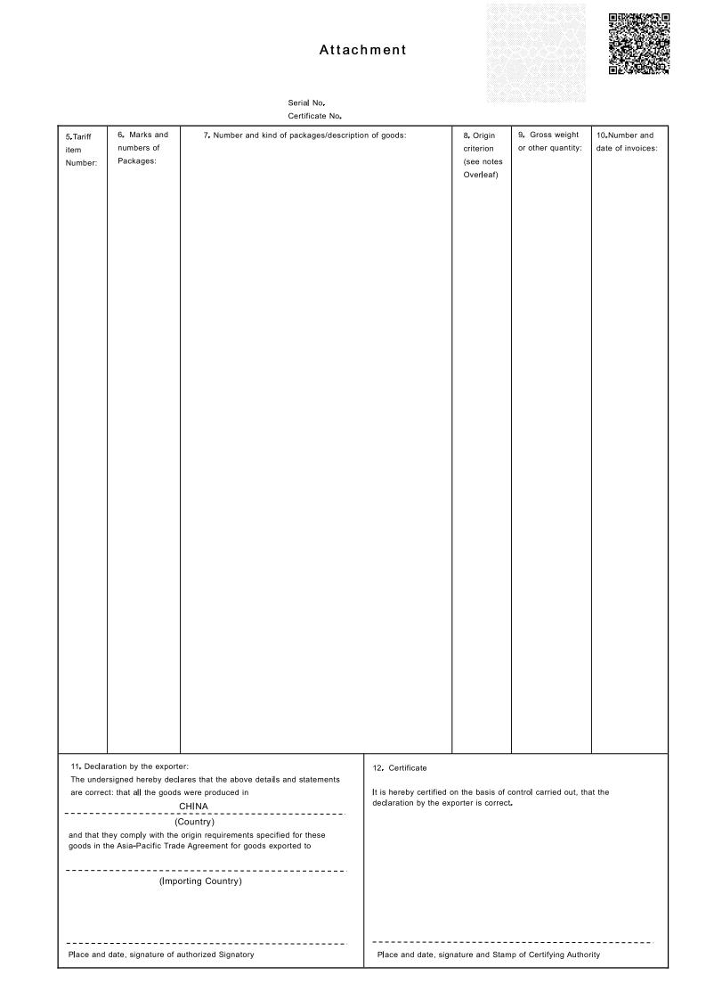 Attachment
Serial No.
Certificate No.
5.Tariff
item
Number:
6. Marks and
numbers of
Packages:
7. Number and kind of packages/description of goods:
8. Origin
criterion
(see notes
Overleaf)
9. Gross weight
or other quantity:
10.Number and
date of invoices:
11. Declaration by the exporter:
The undersigned hereby declares that the above details and statements
are correct: that all the goods were produced in
CHINA
(Country)
and that they comply with the origin requirements specified for these
goods in the Asia-Pacific Trade Agreement for goods exported to
(Importing Country)
Place and date, signature of authorized Signatory
12. Certificate
It is hereby certified on the basis of control carried out, that the
declaration by the exporter is correct.
Place and date, signature and Stamp of Certifying Authority